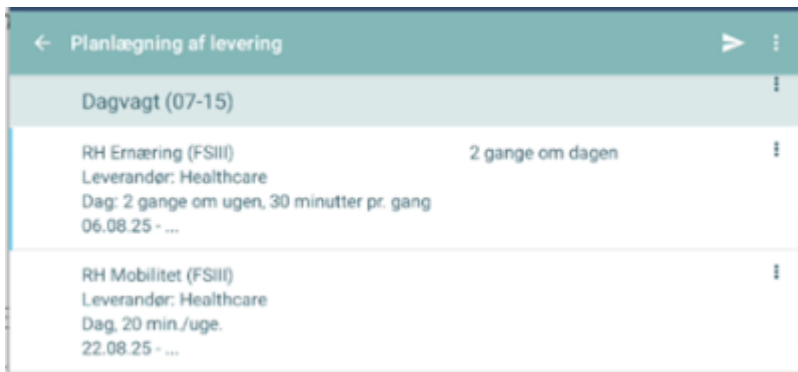 Planlægning af levering
Dagvagt (07-15)
RH Ernæring (FSIII) 2 gange om dagen
Leverandør: Healthcare
Dag: 2 gange om ugen, 30 minutter pr. gang
06.08.25 - ...
RH Mobilitet (FSIII)
Leverandør: Healthcare
Dag, 20 min./uge.
22.08.25 - ...